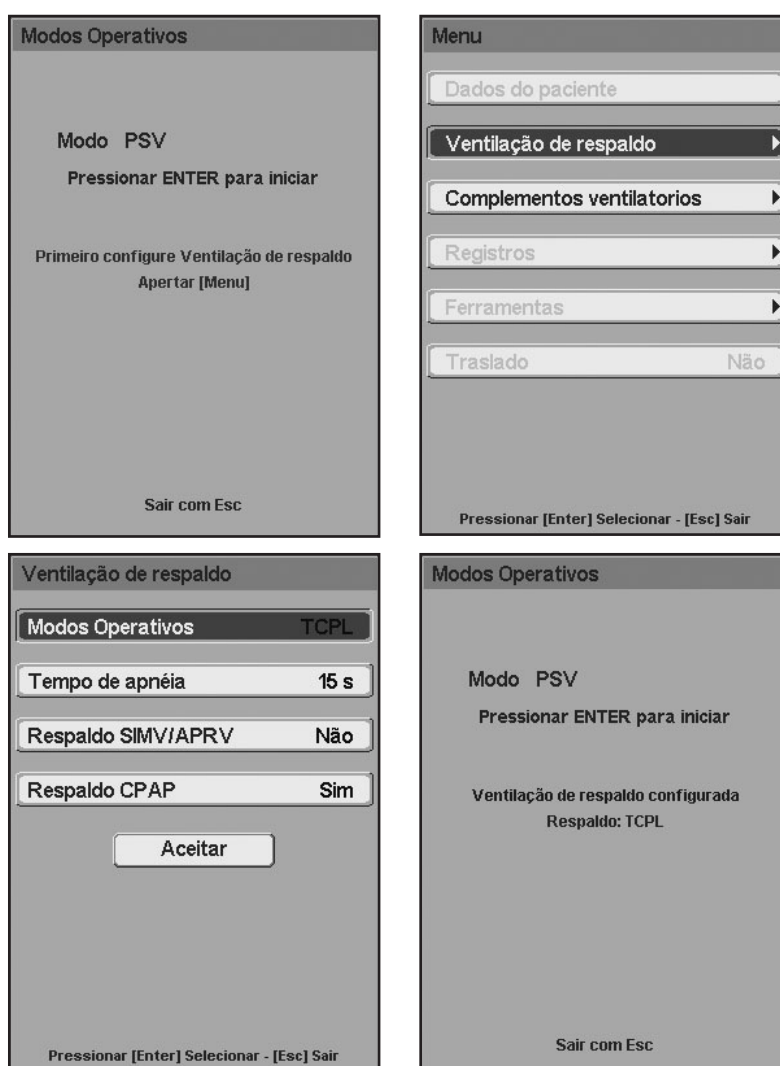 Modos Operativos
Modo PSV
Pressionar ENTER para iniciar
Primeiro configure Ventilação de respaldo
Apertar [Menu]
Sair com Esc
Menu
Dados do paciente
Ventilação de respaldo
Complementos ventilatorios
Registros
Ferramentas
Traslado Não
Pressionar [Enter] Selecionar - [Esc] Sair
Ventilação de respaldo
Modos Operativos TCPL
Tempo de apnéia 15 s
Respaldo SIMV/APRV Não
Respaldo CPAP Sim
Aceitar
Pressionar [Enter] Selecionar - [Esc] Sair
Modos Operativos
Modo PSV
Pressionar ENTER para iniciar
Ventilação de respaldo configurada
Respaldo: TCPL
Sair com Esc